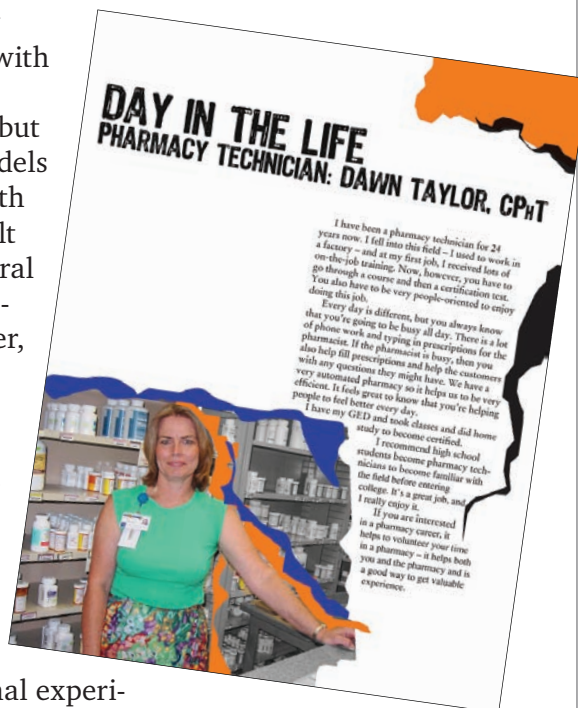 with
but
dels
th
lt
ral
-
er,
DAY IN THE LIFE
PHARMACY TECHNICIAN: DAWN TAYLOR, CPhT
I have been a pharmacy technician for 24
years now. I fell into this field – I used to work in
a factory – and at my first job, I received lots of
on-the-job training. Now, however, you have to
go through a course and then a certification test.
You also have to be very people-oriented to enjoy
doing this job.
Every day is different, but you always know
that you're going to be busy all day. There is a lot
of phone work and typing in prescriptions for the
pharmacist. If the pharmacist is busy, then you
also help fill prescriptions and help the customers
with any questions they might have. We have a
very automated pharmacy so it helps us to be very
efficient. It feels great to know that you're helping
people to feel better every day.
I have my GED and took classes and did home
study to become certified.
I recommend high school
students become pharmacy tech-
nicians to become familiar with
the field before entering
college. It's a great job, and
I really enjoy it.
If you are interested
in a pharmacy career, it
helps to volunteer your time
in a pharmacy – it helps both
you and the pharmacy and is
a good way to get valuable
experience.
nal experi-